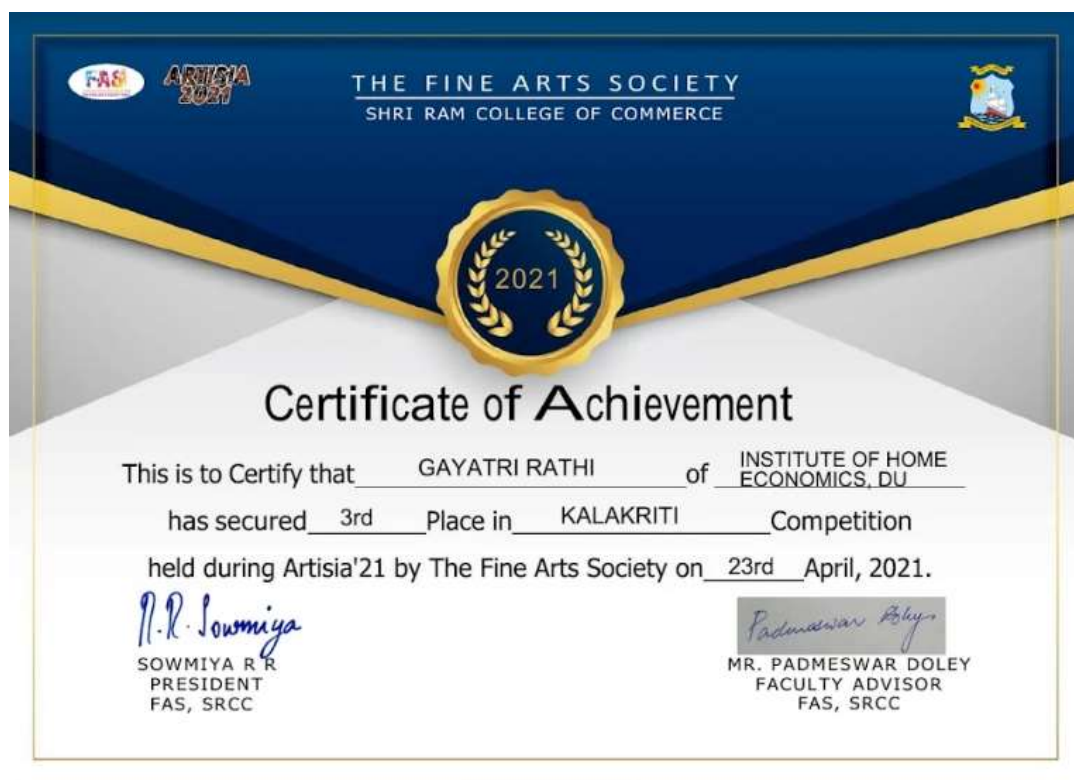 FAS
ARTISIA
2021
THE FINE ARTS SOCIETY
SHRI RAM COLLEGE OF COMMERCE
2021
Certificate of Achievement
This is to Certify that GAYATRI RATHI of INSTITUTE OF HOME
ECONOMICS, DU
has secured 3rd Place in KALAKRITI Competition
held during Artisia'21 by The Fine Arts Society on 23rd April, 2021.
N.R. Sowmiya
Padmeswar Doley
SOWMIYA R R
PRESIDENT
FAS, SRCC
MR. PADMESWAR DOLEY
FACULTY ADVISOR
FAS, SRCC